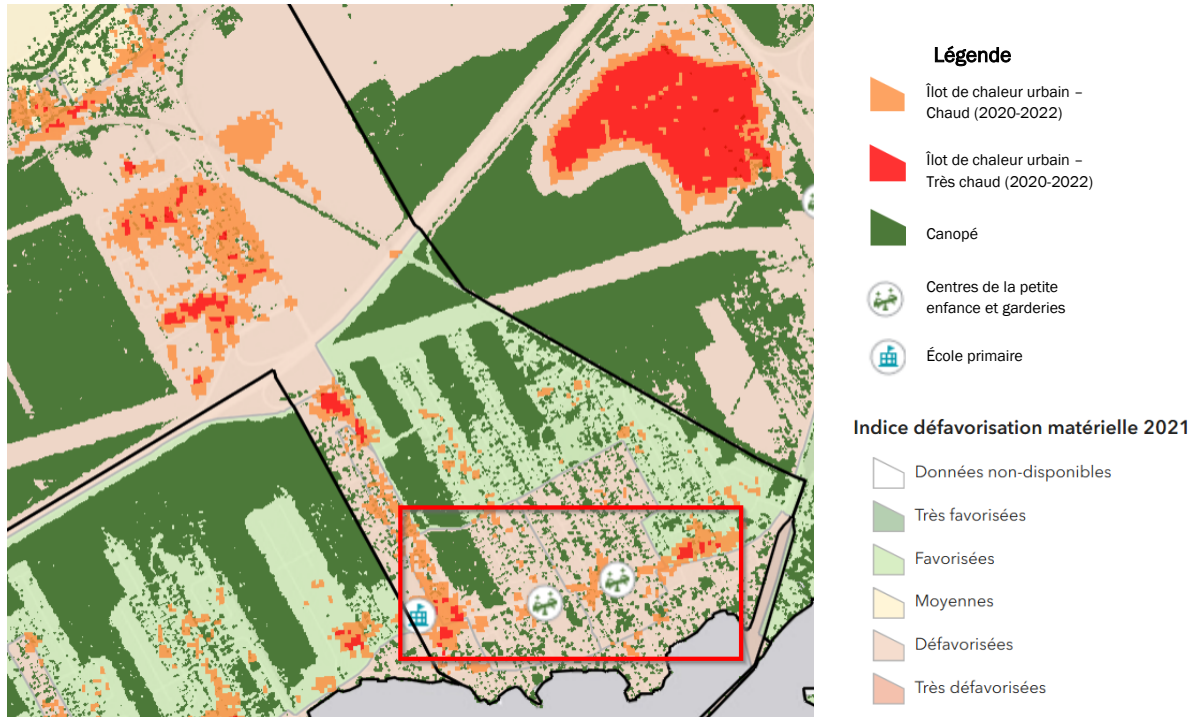 Légende
Îlot de chaleur urbain –
Chaud (2020-2022)
Îlot de chaleur urbain –
Très chaud (2020-2022)
Canopé
Centres de la petite
enfance et garderies
École primaire
Indice défavorisation matérielle 2021
Données non-disponibles
Très favorisées
Favorisées
Moyennes
Défavorisées
Très défavorisées